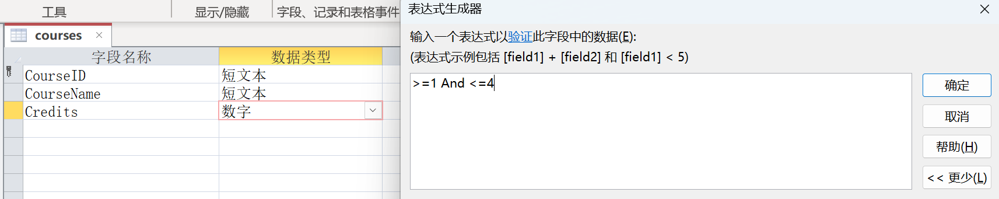 工具
显示/隐藏
字段、记录和表格事件
courses
字段名称 数据类型
CourseID 短文本
CourseName 短文本
Credits 数字
表达式生成器
输入一个表达式以验证此字段中的数据(E):
(表达式示例包括 [field1] + [field2] 和 [field1] < 5)
>=1 And <=4
确定
取消
帮助(H)
<< 更少(L)